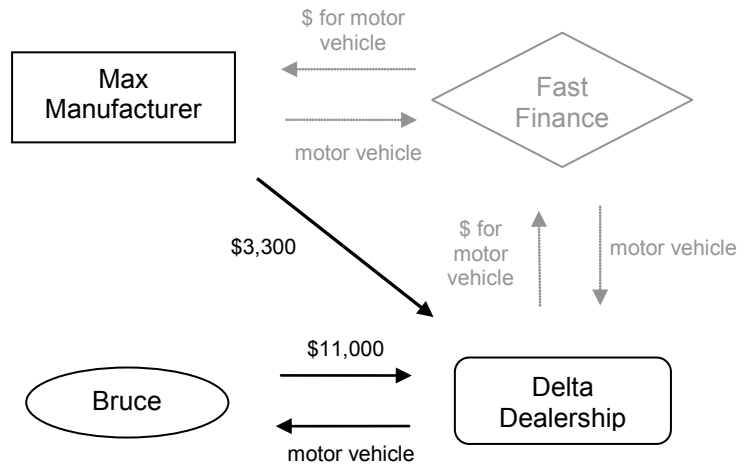 $ for motor
vehicle
Max
Manufacturer
Fast
Finance
motor vehicle
$3,300
$ for
motor
vehicle
motor vehicle
$11,000
Bruce
Delta
Dealership
motor vehicle